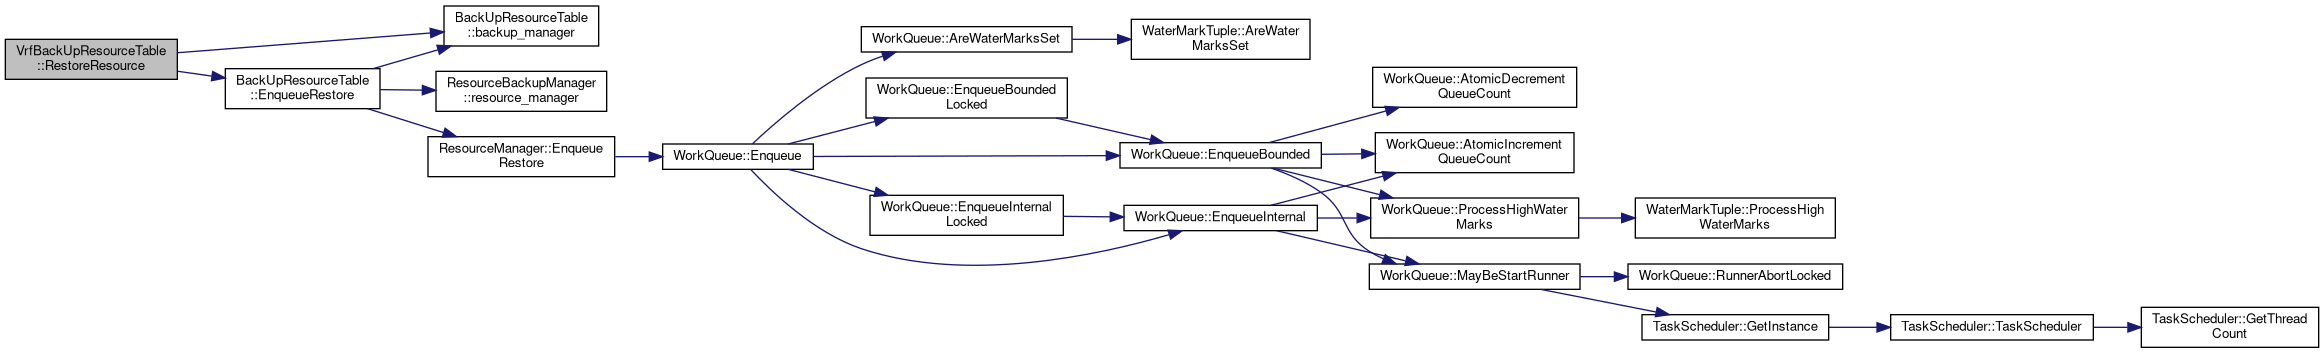 VrfBackUpResourceTable
::RestoreResource
BackUpResourceTable
::backup_manager
BackUpResourceTable
::EnqueueRestore
ResourceBackupManager
::resource_manager
ResourceManager::Enqueue
Restore
WorkQueue::Enqueue
WorkQueue::AreWaterMarksSet
WaterMarkTuple::AreWater
MarksSet
WorkQueue::EnqueueBounded
Locked
WorkQueue::EnqueueBounded
WorkQueue::EnqueueInternal
Locked
WorkQueue::EnqueueInternal
WorkQueue::AtomicDecrement
QueueCount
WorkQueue::AtomicIncrement
QueueCount
WorkQueue::ProcessHighWater
Marks
WaterMarkTuple::ProcessHigh
WaterMarks
WorkQueue::MayBeStartRunner
WorkQueue::RunnerAbortLocked
TaskScheduler::GetInstance
TaskScheduler::TaskScheduler
TaskScheduler::GetThread
Count